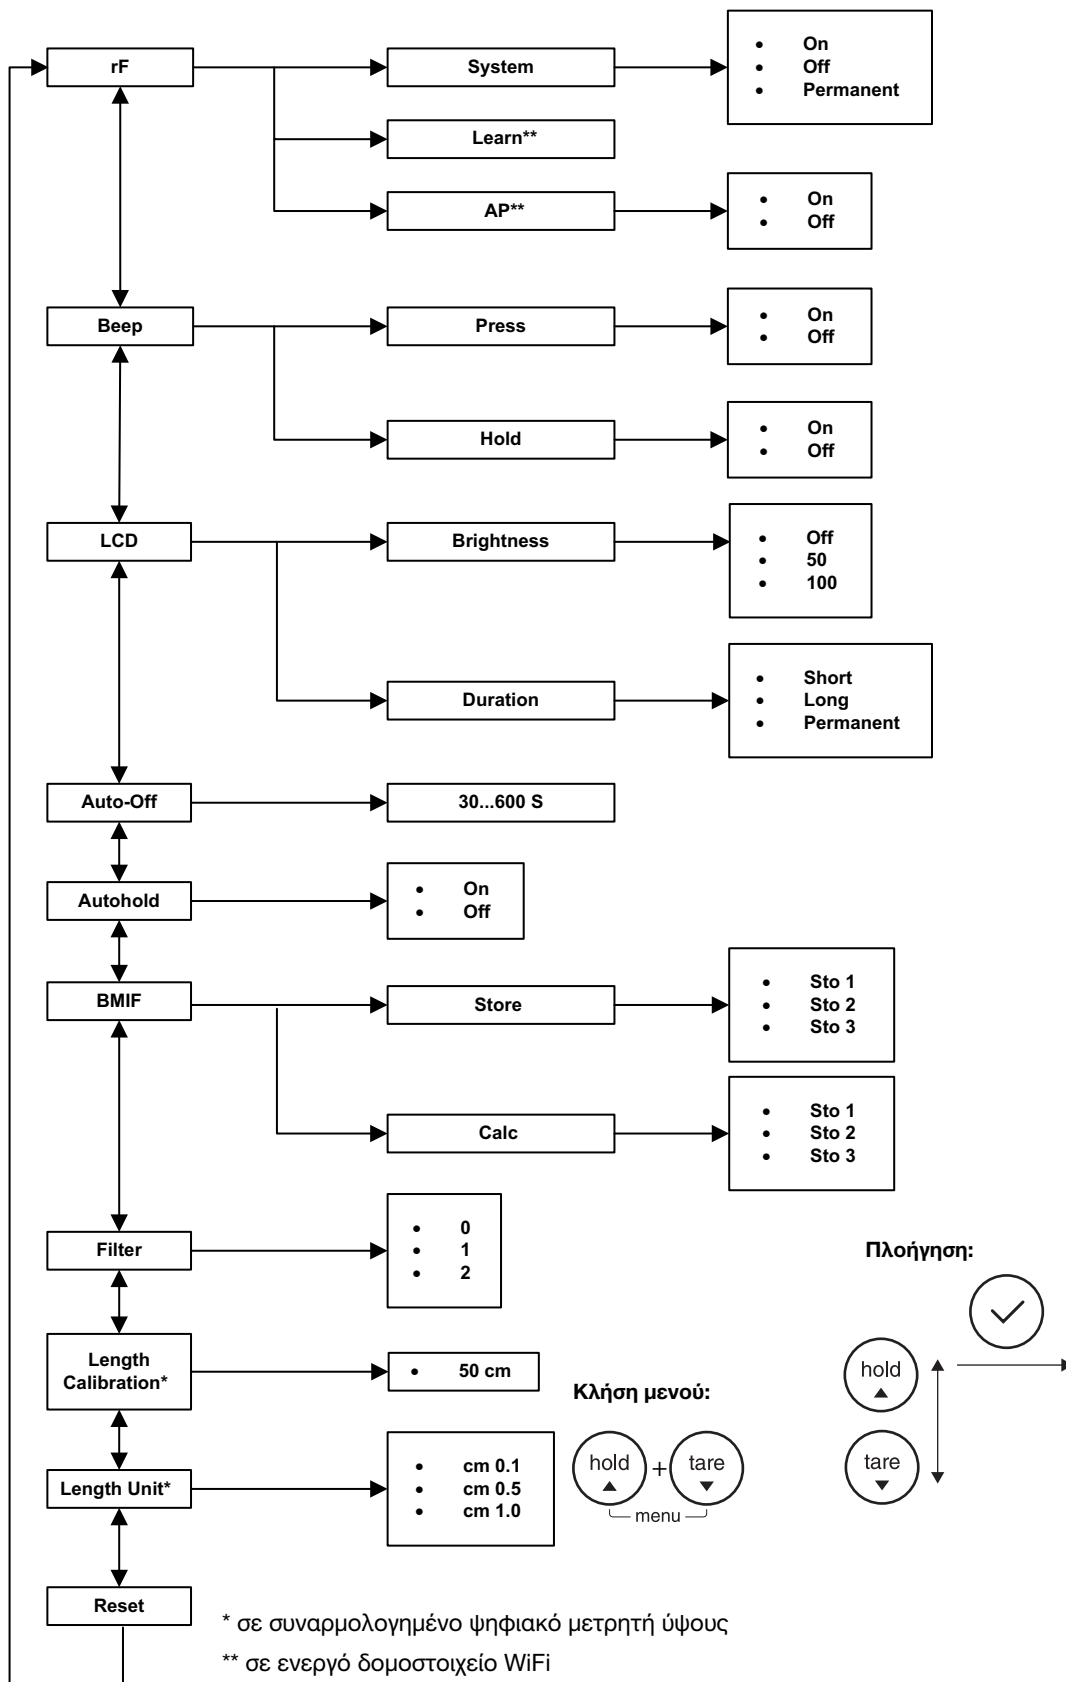 rF
System
• On
• Off
• Permanent
Learn**
AP**
• On
• Off
Beep
Press
• On
• Off
Hold
• On
• Off
LCD
Brightness
• Off
• 50
• 100
Duration
• Short
• Long
• Permanent
Auto-Off
30...600 S
Autohold
• On
• Off
BMIF
Store
• Sto 1
• Sto 2
• Sto 3
Calc
• Sto 1
• Sto 2
• Sto 3
Filter
• 0
• 1
• 2
Length
Calibration*
• 50 cm
Length Unit*
• cm 0.1
• cm 0.5
• cm 1.0
Reset
Κλήση μενού:
hold + tare
menu
Πλοήγηση:
hold
tare
* σε συναρμολογημένο ψηφιακό μετρητή ύψους
** σε ενεργό δομοστοιχείο WiFi